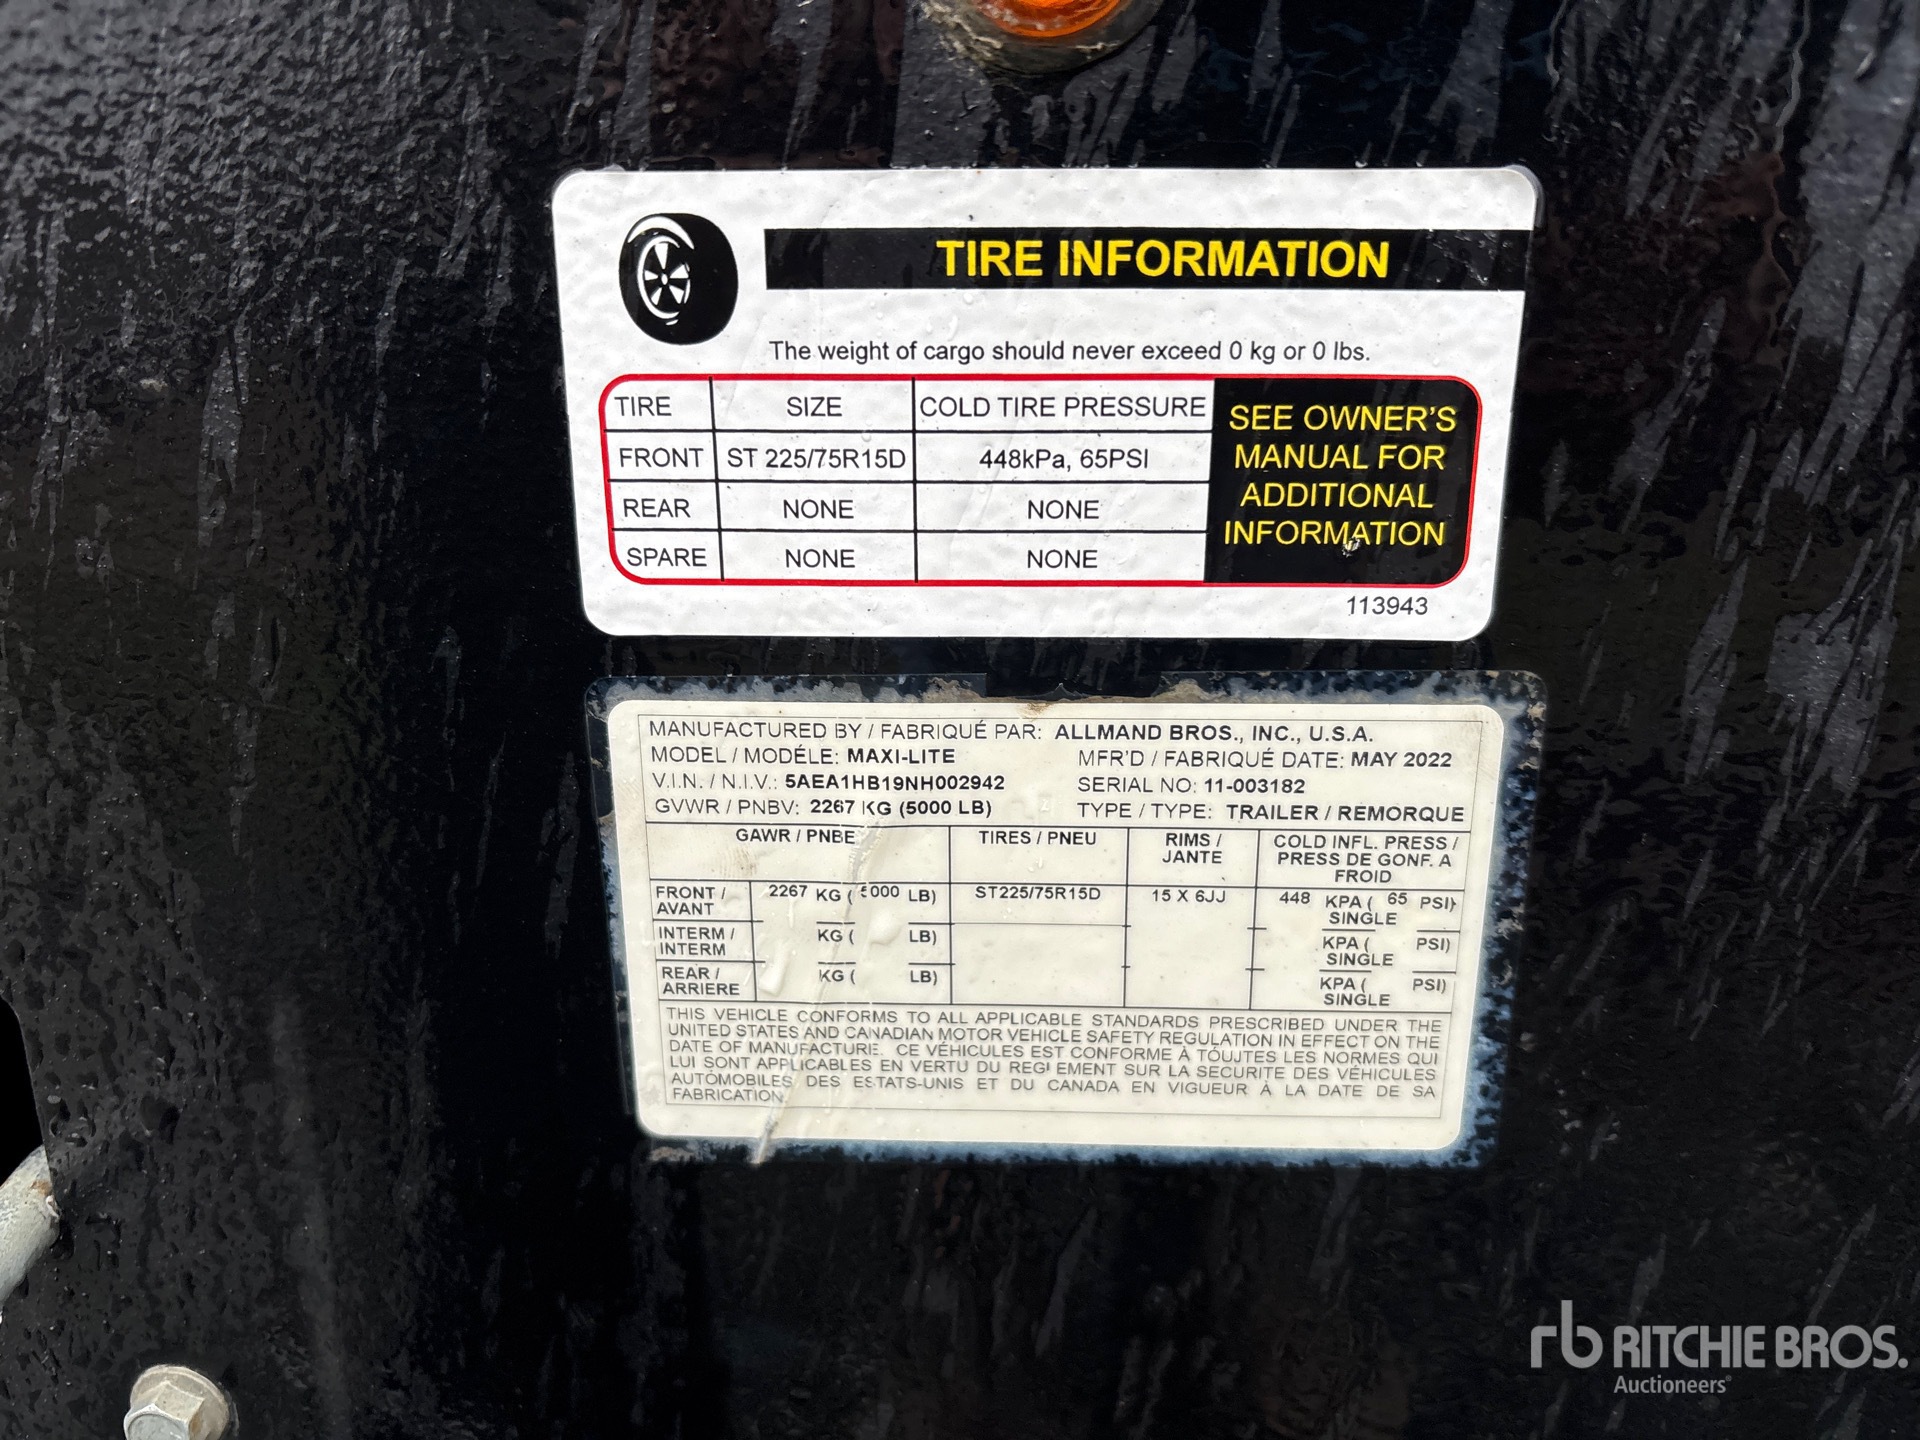 TIRE INFORMATION
The weight of cargo should never exceed 0 kg or 0 lbs.
TIRE SIZE COLD TIRE PRESSURE
FRONT ST 225/75R15D 448kPa, 65PSI
REAR NONE NONE
SPARE NONE NONE
SEE OWNER'S
MANUAL FOR
ADDITIONAL
INFORMATION
113943
MANUFACTURED BY / FABRIQUÉ PAR: ALLMAND BROS., INC., U.S.A.
MODEL / MODÉLE: MAXI-LITE MFR'D / FABRIQUÉ DATE: MAY 2022
V.I.N. / N.I.V.: 5AEA1HB19NH002942 SERIAL NO: 11-003182
GVWR / PNBV: 2267 KG (5000 LB) TYPE / TYPE: TRAILER / REMORQUE
GAWR / PNBE TIRES / PNEU RIMS / JANTE COLD INFL. PRESS / PRESS DE GONF. A FROID
FRONT / AVANT 2267 KG ( 5000 LB) ST225/75R15D 15 X 6JJ 448 KPA ( 65 PSI) SINGLE
INTERM / INTERM KG ( LB) KPA ( PSI) SINGLE
REAR / ARRIERE KG ( LB) KPA ( PSI) SINGLE
THIS VEHICLE CONFORMS TO ALL APPLICABLE STANDARDS PRESCRIBED UNDER THE
UNITED STATES AND CANADIAN MOTOR VEHICLE SAFETY REGULATION IN EFFECT ON THE
DATE OF MANUFACTURE. CE VÉHICULES EST CONFORME À TOUJTES LES NORMES QUI
LUI SONT APPLICABLES EN VERTU DU REGLEMENT SUR LA SECURITE DES VÉHICULES
AUTOMOBILES DES ESTATS-UNIS ET DU CANADA EN VIGUEUR À LA DATE DE SA
FABRICATION.
rb RITCHIE BROS.
Auctioneers